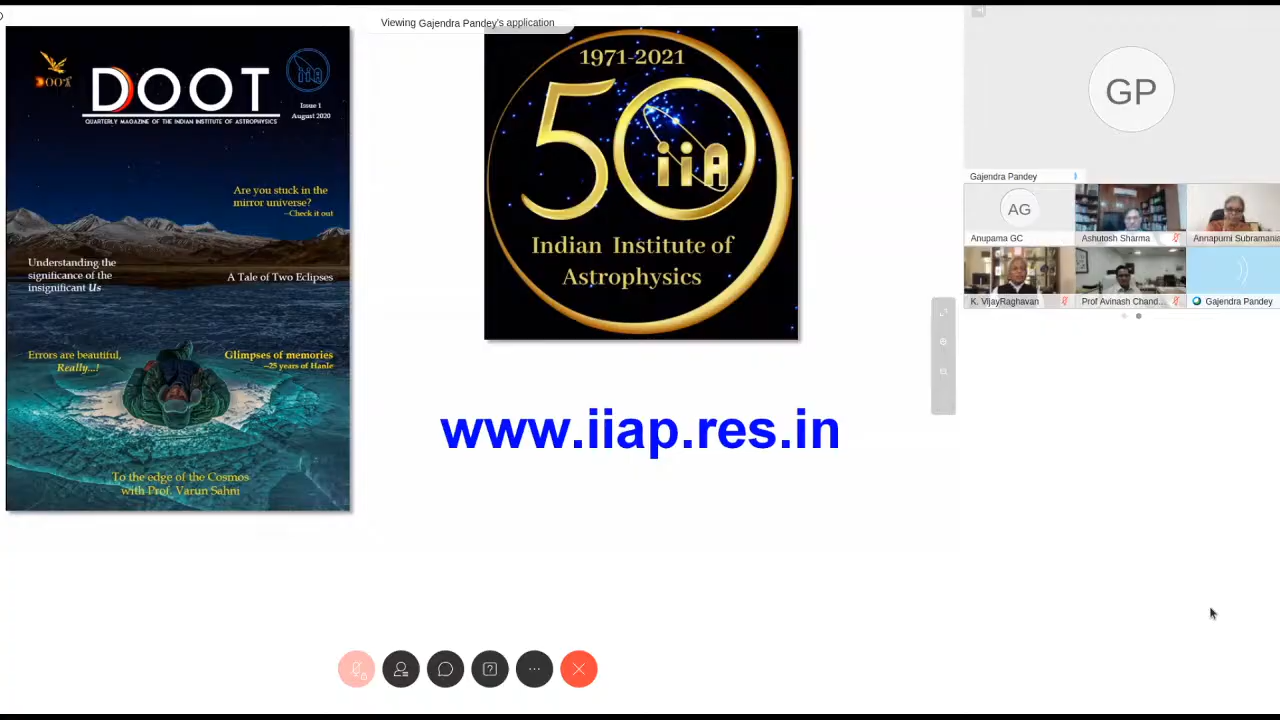 Viewing Gajendra Pandey's application
DOOT
iiA
DOOT
QUARTERLY MAGAZINE OF THE INDIAN INSTITUTE OF ASTROPHYSICS
Issue 1
August 2020
Are you stuck in the
mirror universe?
~Check it out
Understanding the
significance of the
insignificant Us
A Tale of Two Eclipses
Errors are beautiful,
Really...!
Glimpses of memories
~25 years of Hanle
To the edge of the Cosmos
with Prof. Varun Sahni
1971-2021
50
iiA
Indian Institute of
Astrophysics
www.iiap.res.in
GP
Gajendra Pandey
AG
Anupama GC
Ashutosh Sharma
Annapurni Subramania
K. VijayRaghavan
Prof Avinash Chand...
Gajendra Pandey